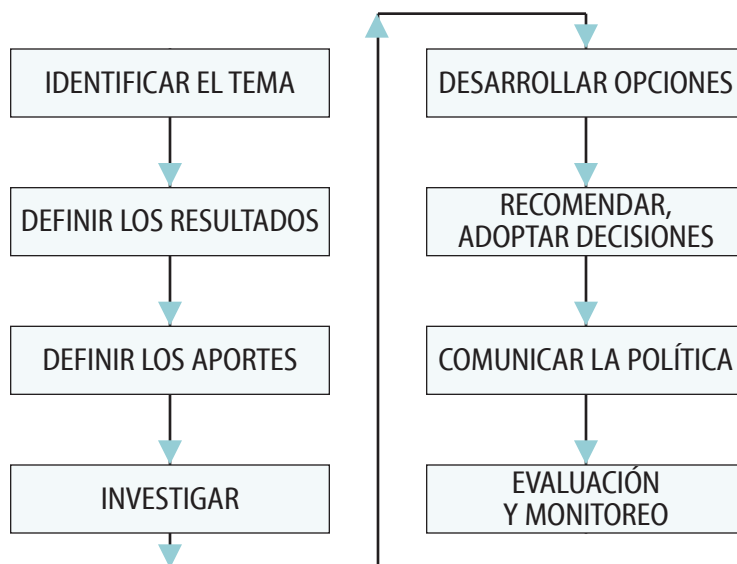 IDENTIFICAR EL TEMA
DEFINIR LOS RESULTADOS
DEFINIR LOS APORTES
INVESTIGAR
DESARROLLAR OPCIONES
RECOMENDAR,
ADOPTAR DECISIONES
COMUNICAR LA POLÍTICA
EVALUACIÓN
Y MONITOREO